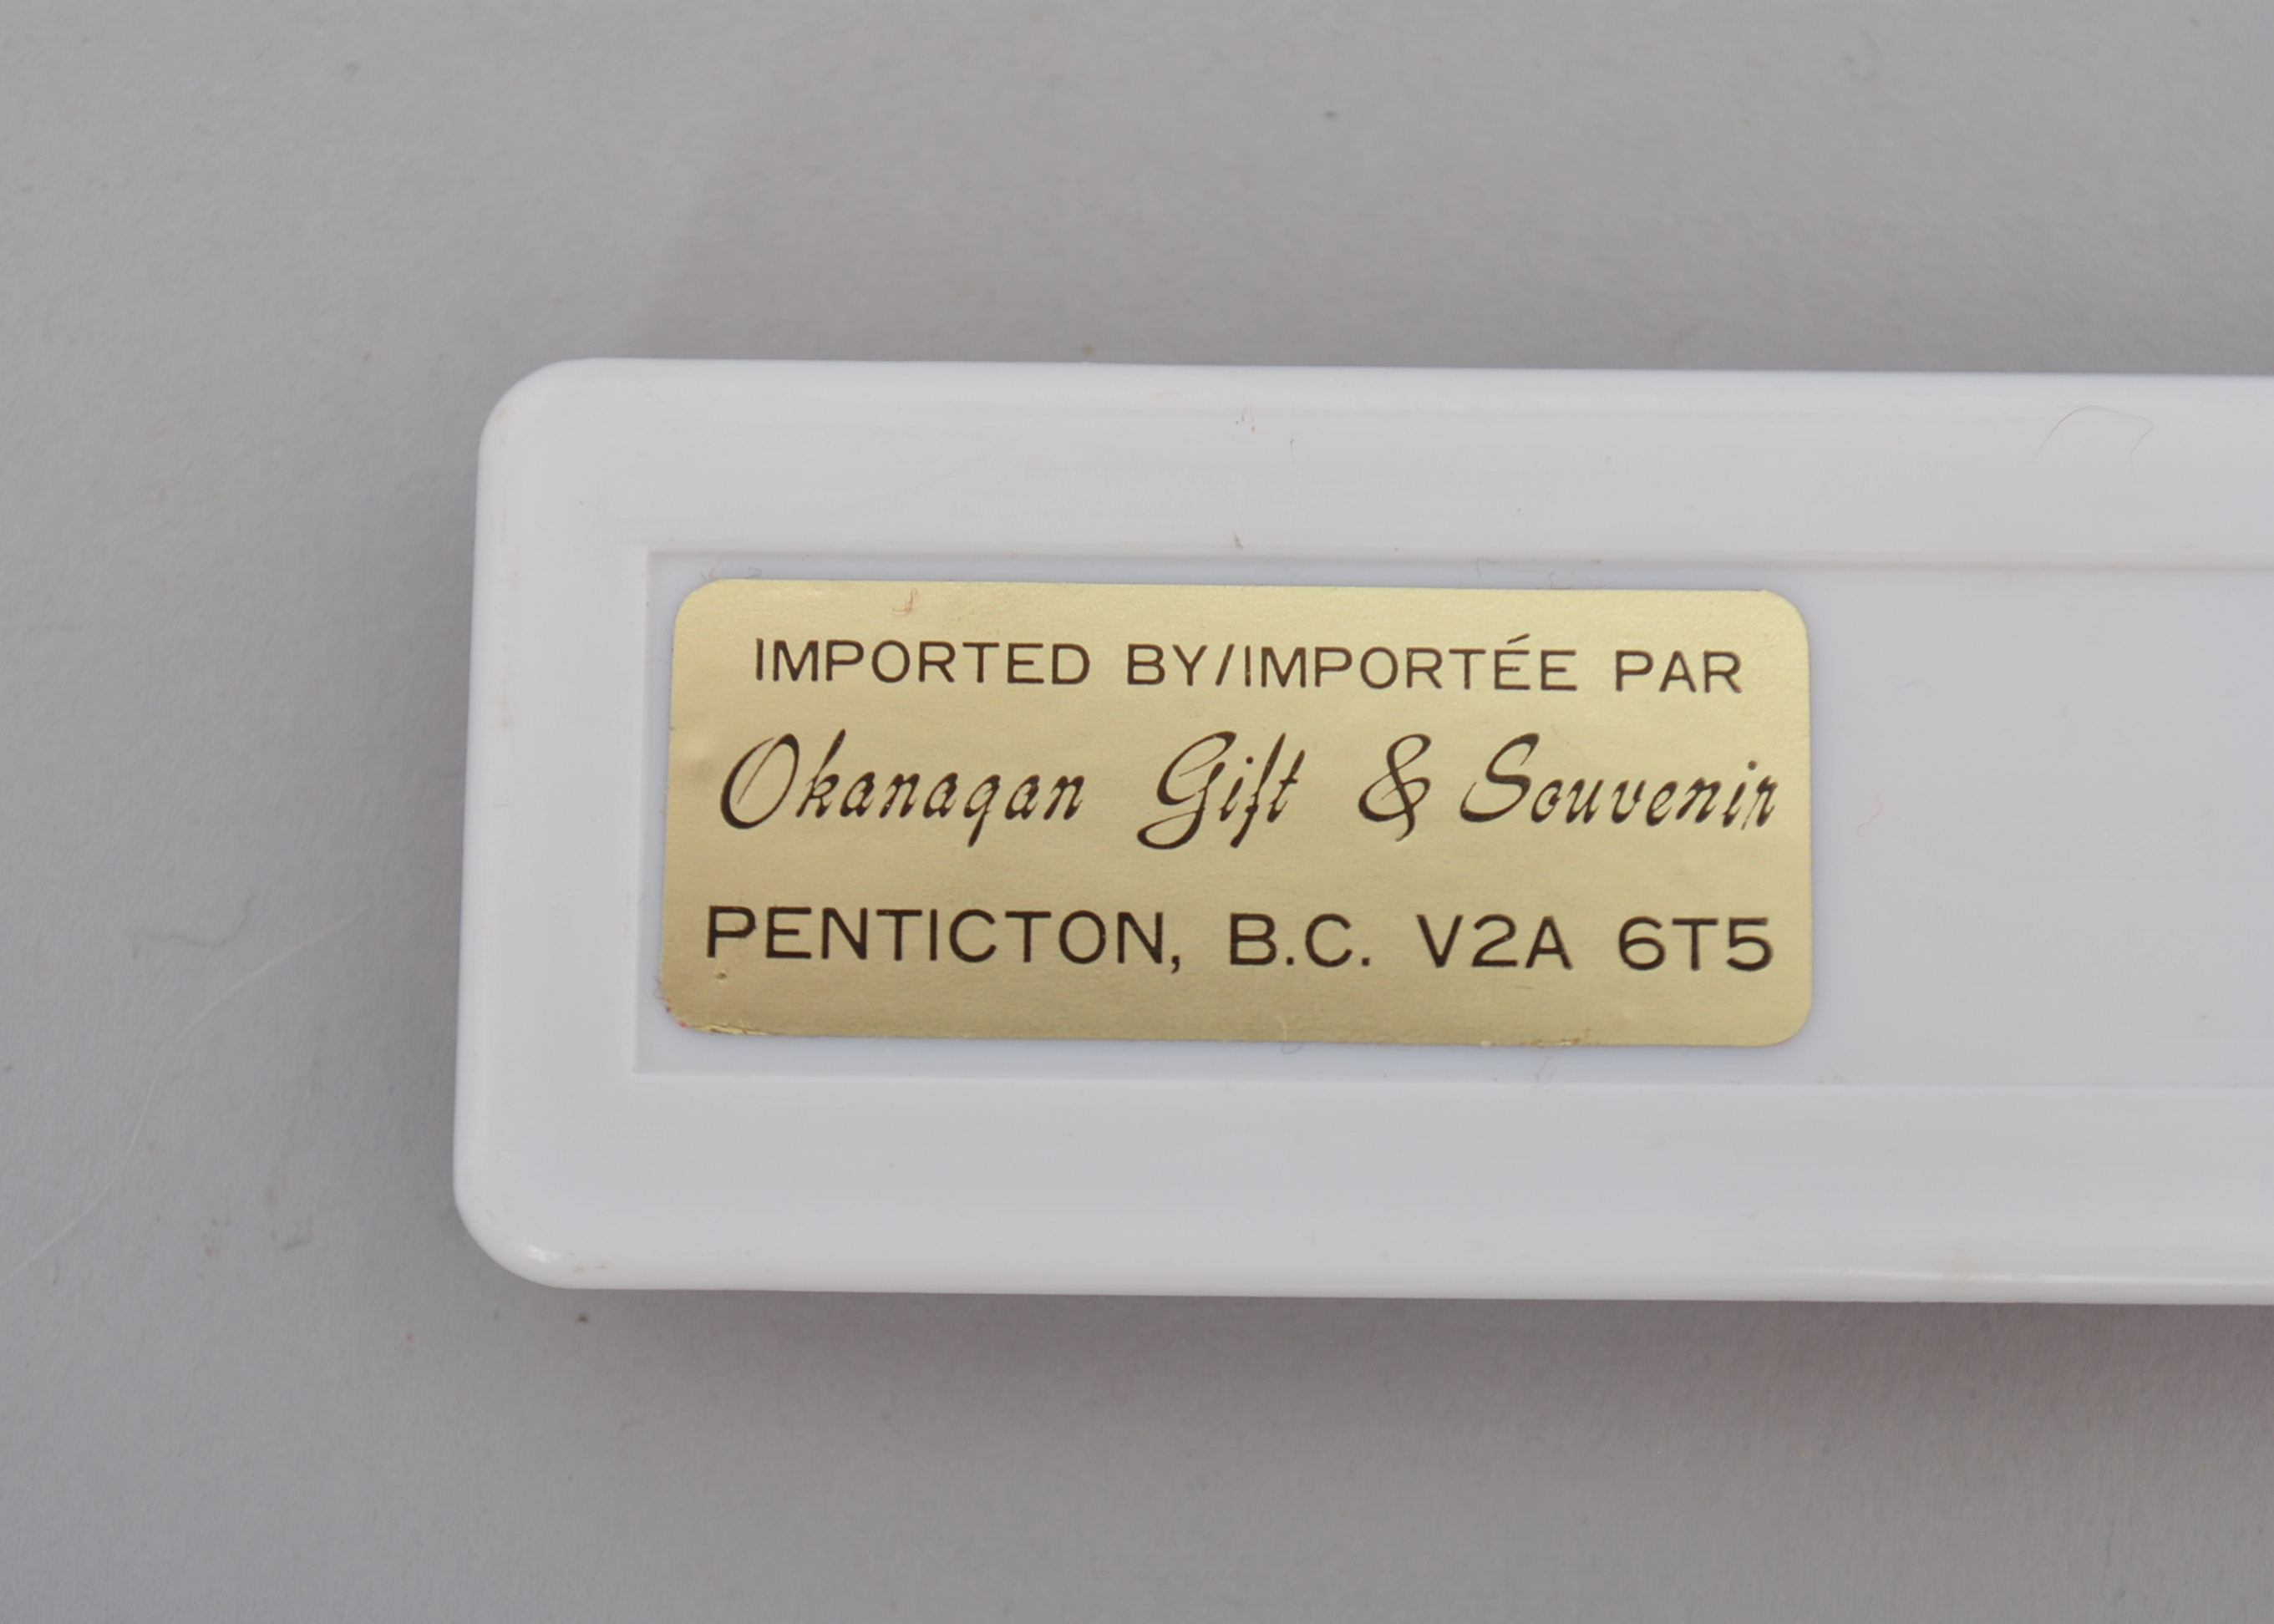 IMPORTED BY/IMPORTÉE PAR
Okanagan Gift & Souvenir
PENTICTON, B.C. V2A 6T5